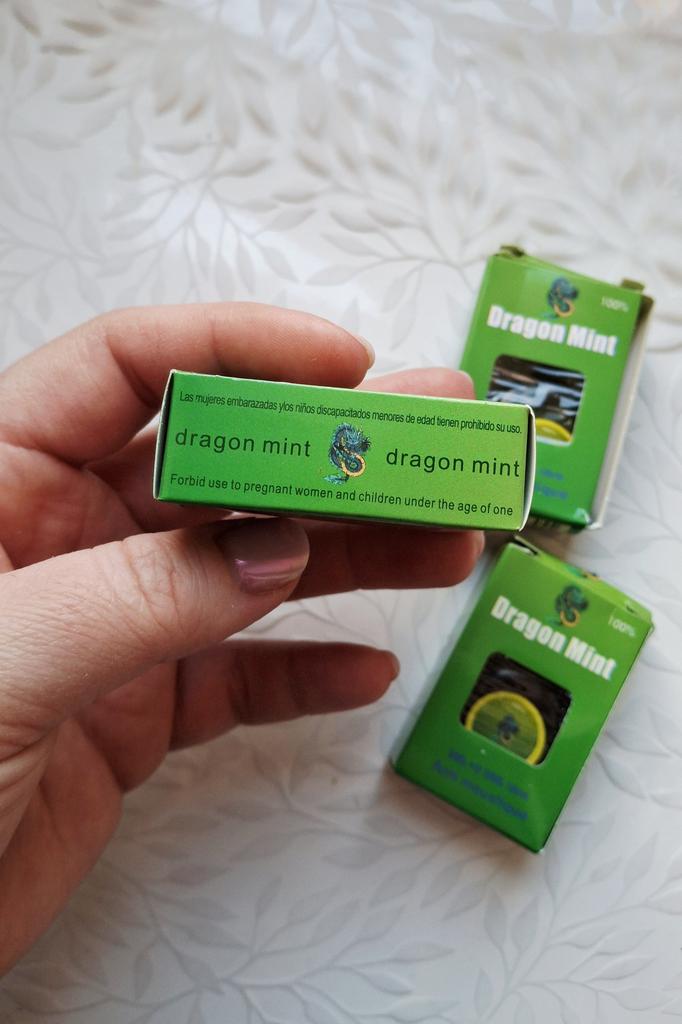 Las mujeres embarazadas ylos niños discapacitados menores de edad tienen prohibido su uso.
dragon mint dragon mint
Forbid use to pregnant women and children under the age of one
100%
Dragon Mint
100%
Dragon Mint